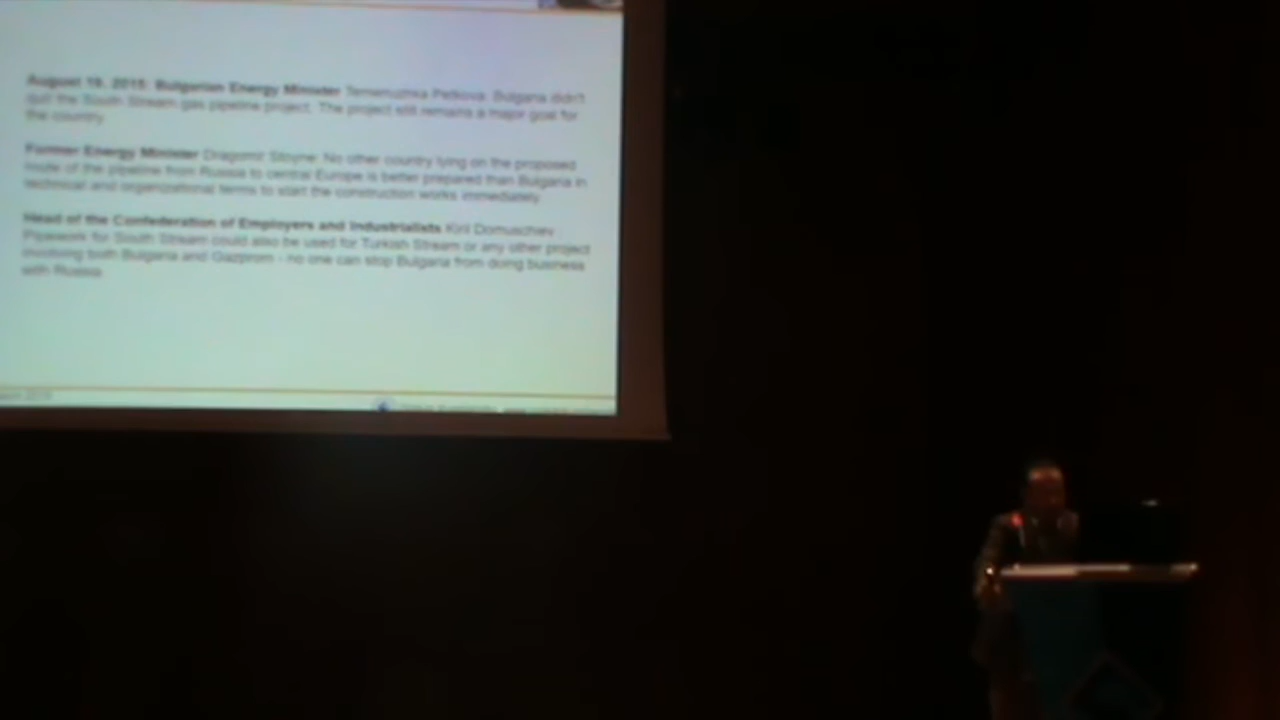 August 19, 2015: Bulgarian Energy Minister Temenuzhka Petkova: Bulgaria didn't
quit the South Stream gas pipeline project. The project still remains a major goal for
the country.
Former Energy Minister Dragomir Stoyne: No other country lying on the proposed
route of the pipeline from Russia to central Europe is better prepared than Bulgaria in
technical and organizational terms to start the construction works immediately.
Head of the Confederation of Employers and Industrialists Kiril Domuschiev:
Pipework for South Stream could also be used for Turkish Stream or any other project
involving both Bulgaria and Gazprom - no one can stop Bulgaria from doing business
with Russia